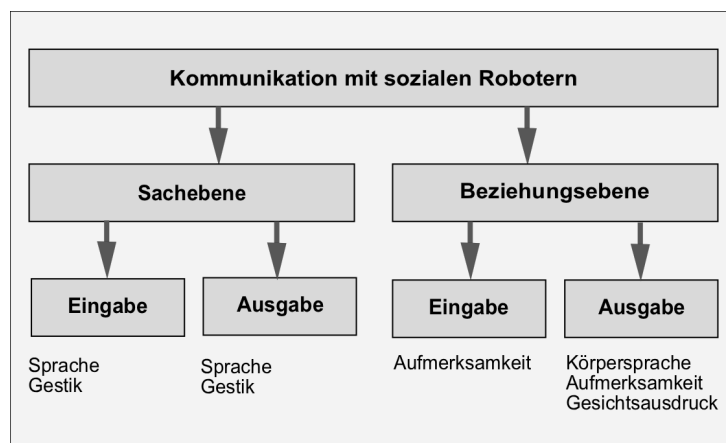 Kommunikation mit sozialen Robotern
Sachebene
Beziehungsebene
Eingabe
Ausgabe
Eingabe
Ausgabe
Sprache
Gestik
Sprache
Gestik
Aufmerksamkeit
Körpersprache
Aufmerksamkeit
Gesichtsausdruck